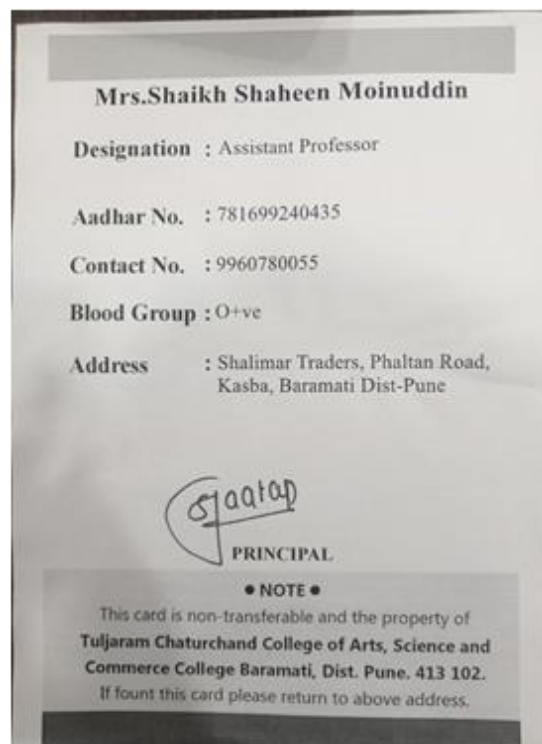 Mrs.Shaikh Shaheen Moinuddin
Designation : Assistant Professor
Aadhar No. : 781699240435
Contact No. : 9960780055
Blood Group : O+ve
Address : Shalimar Traders, Phaltan Road,
Kasba, Baramati Dist-Pune
PRINCIPAL
● NOTE ●
This card is non-transferable and the property of
Tuljaram Chaturchand College of Arts, Science and
Commerce College Baramati, Dist. Pune. 413 102.
If fount this card please return to above address.